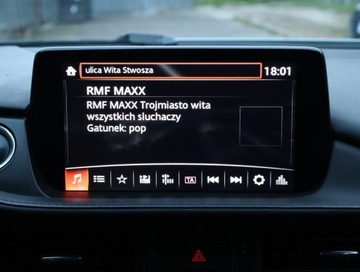 ulica Wita Stwosza
18:01
RMF MAXX
RMF MAXX Trojmiasto wita
wszystkich sluchaczy
Gatunek: pop
TA